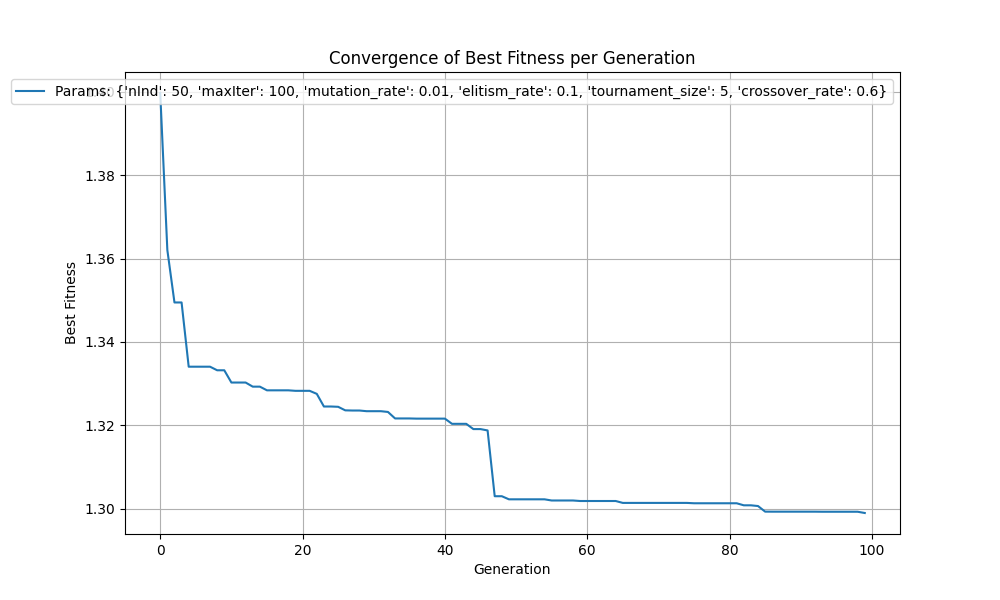 Convergence of Best Fitness per Generation
Params: {'nInd': 50, 'maxIter': 100, 'mutation_rate': 0.01, 'elitism_rate': 0.1, 'tournament_size': 5, 'crossover_rate': 0.6}
1.40
1.38
1.36
1.34
1.32
1.30
Best Fitness
0 20 40 60 80 100
Generation